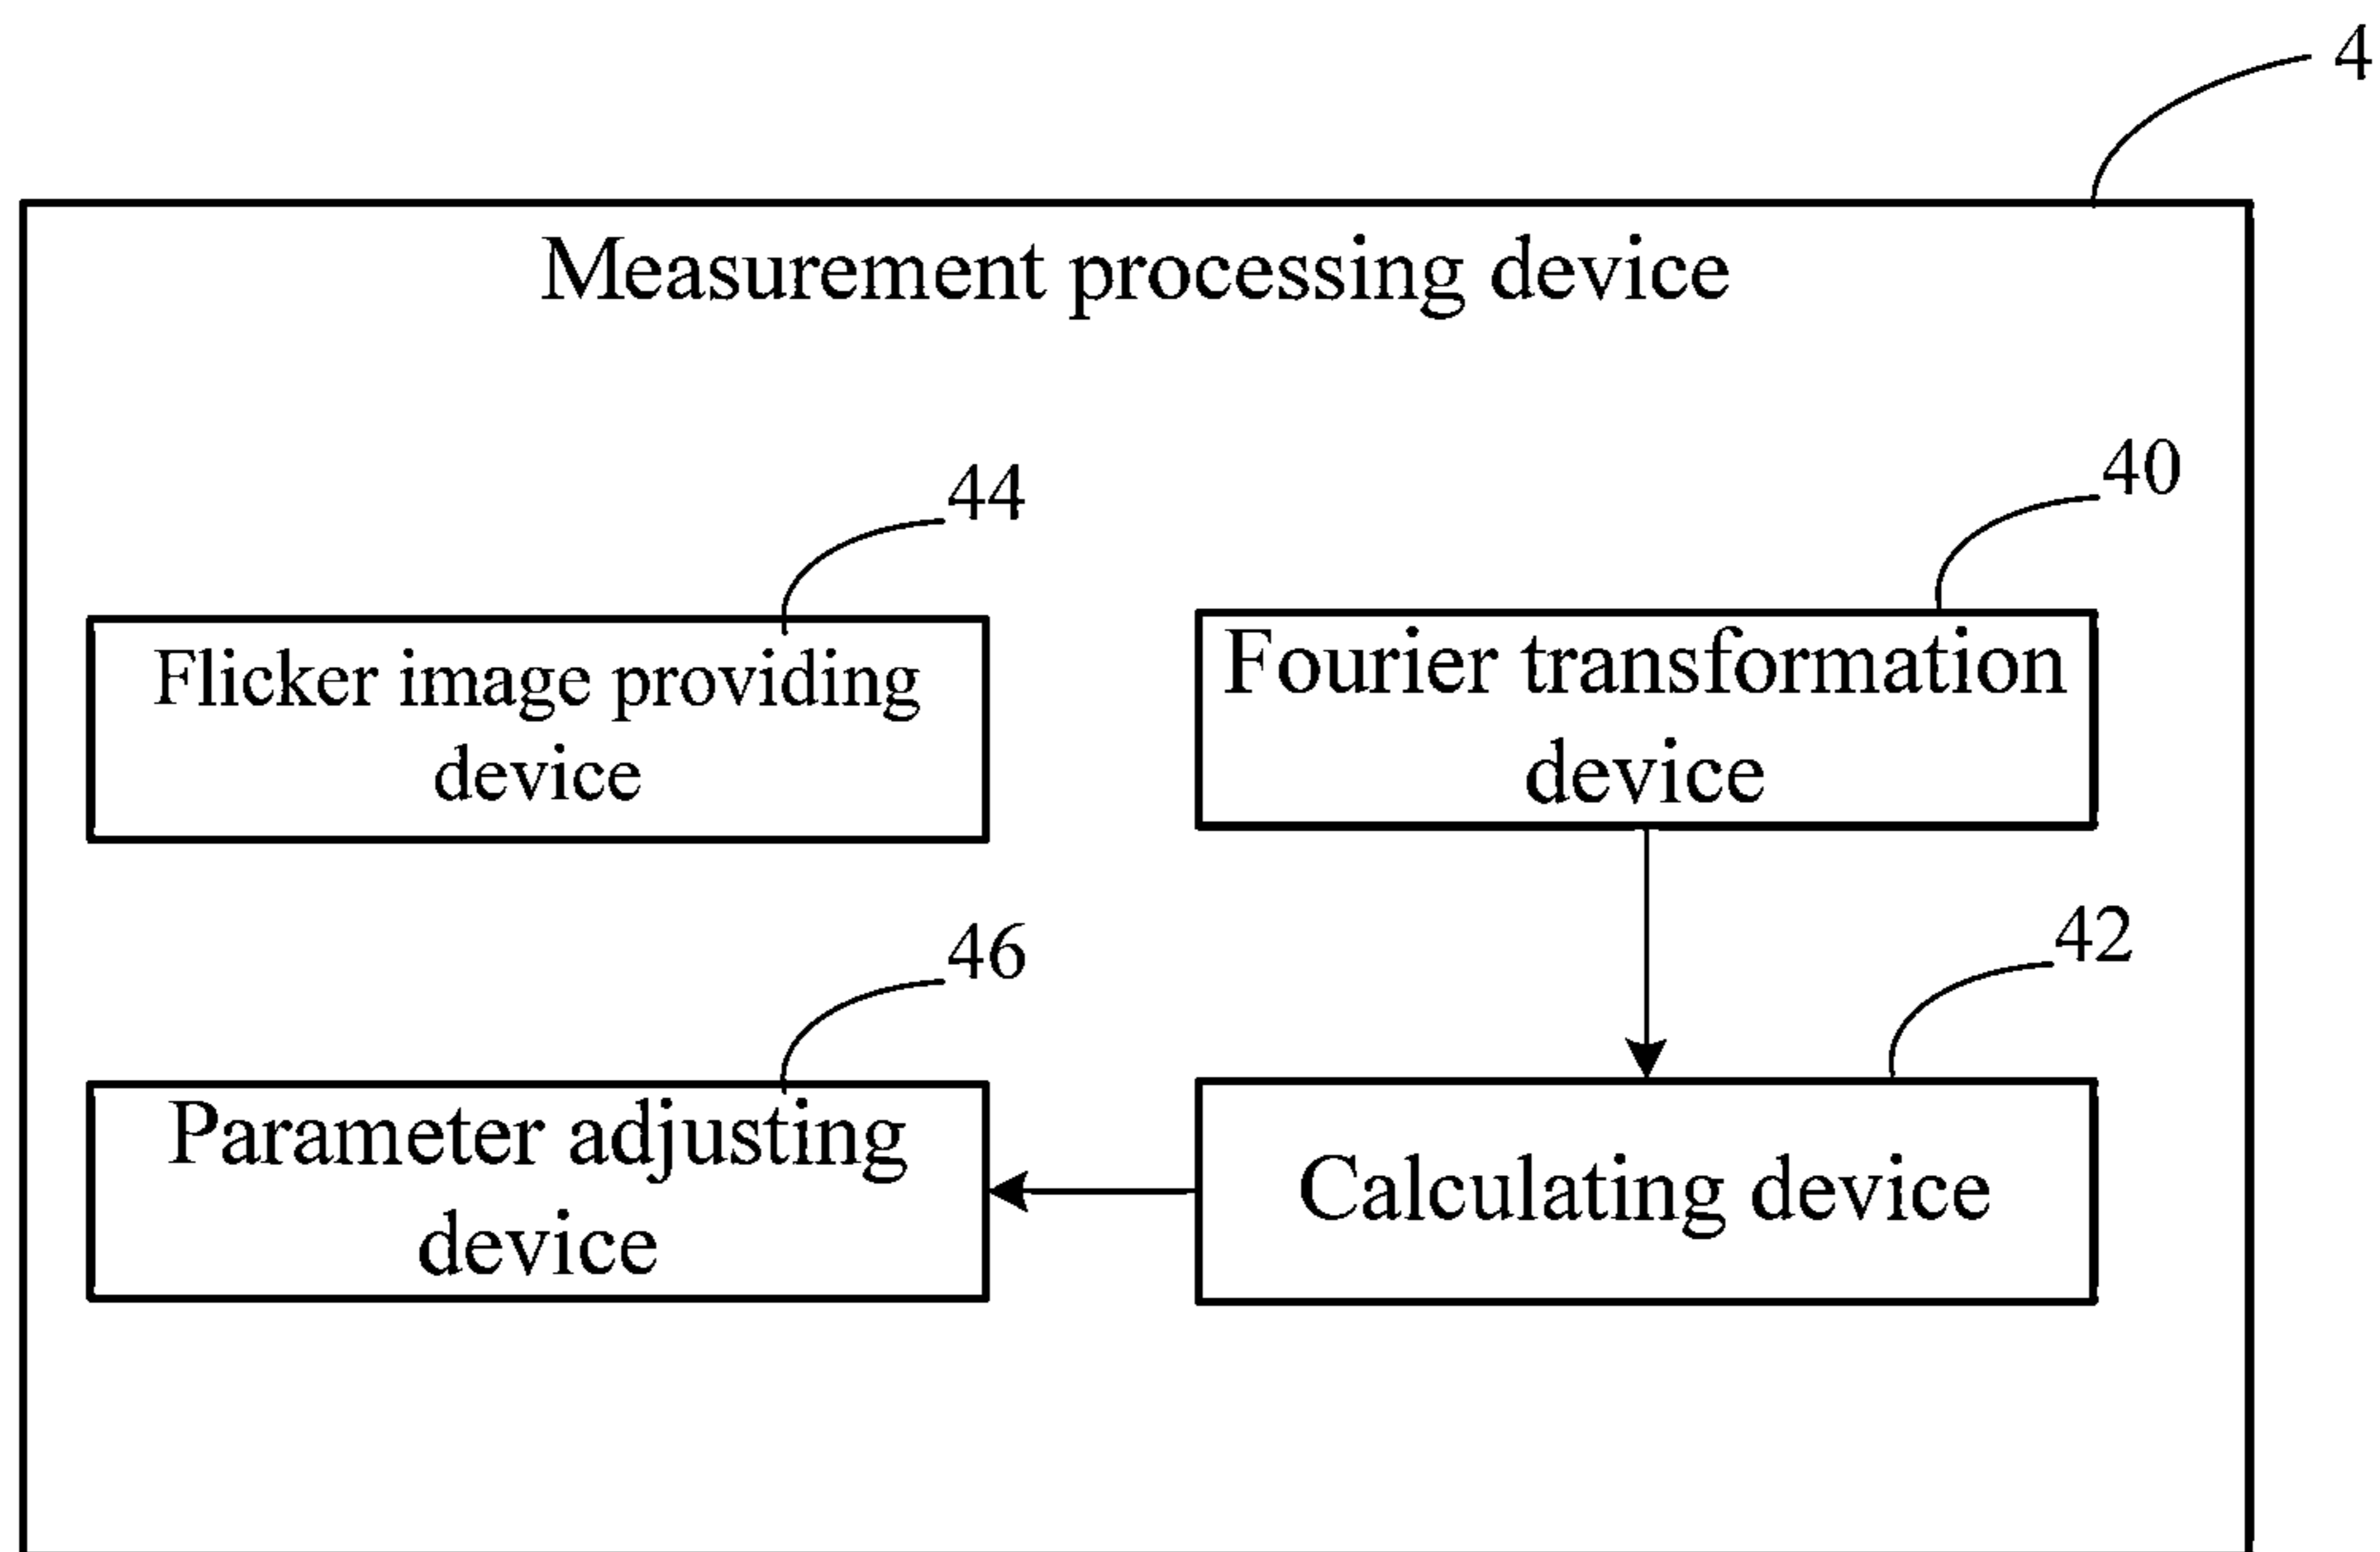 4
Measurement processing device
44
40
Flicker image providing
device
Fourier transformation
device
46
42
Parameter adjusting
device
Calculating device